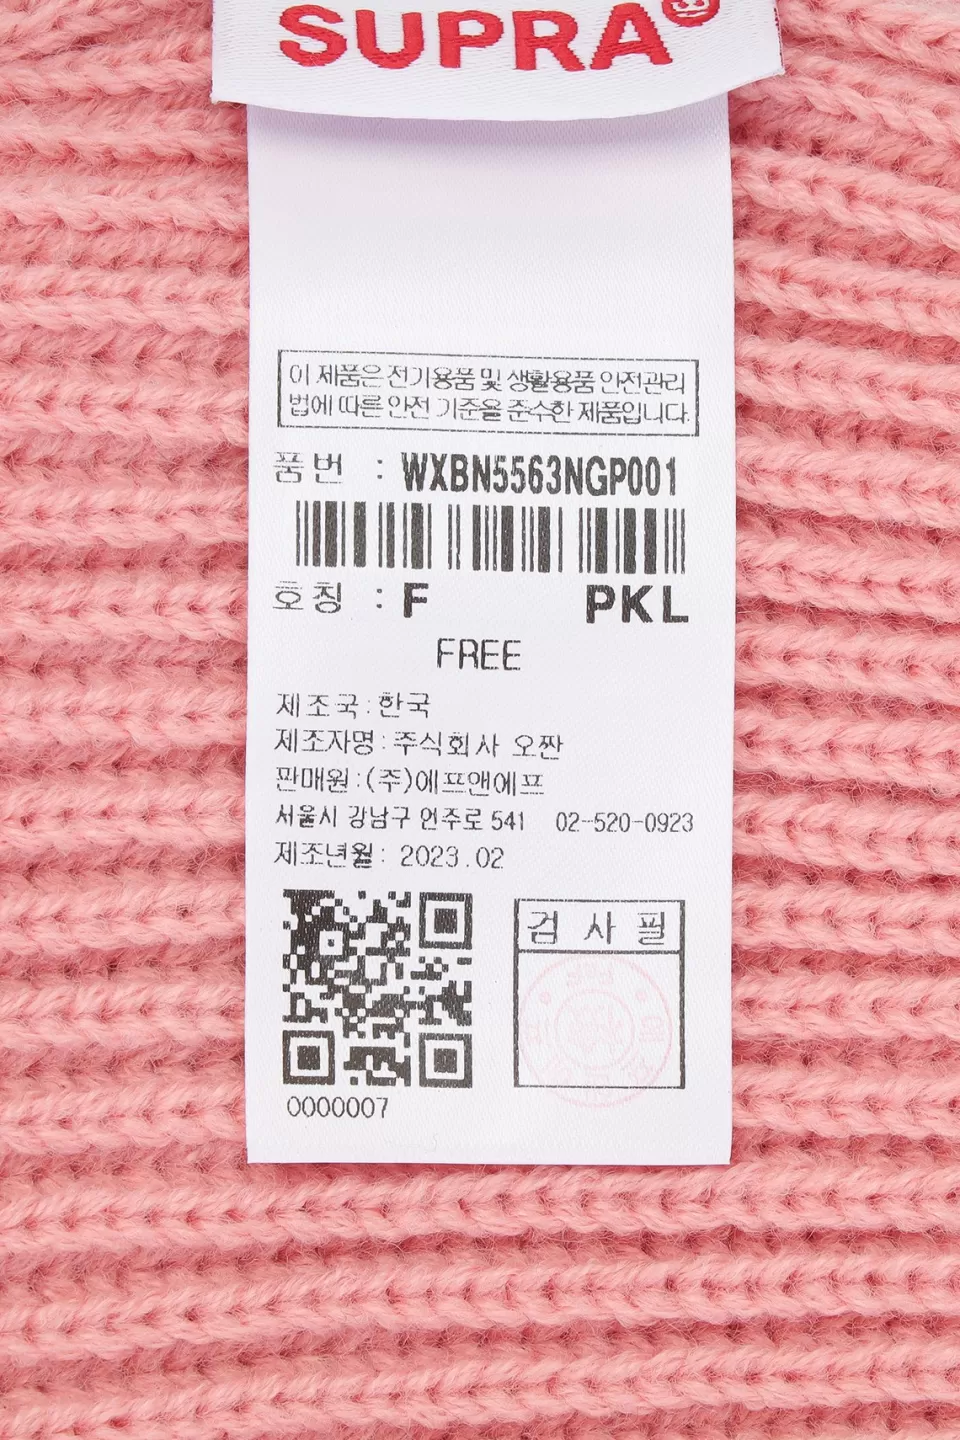 SUPRA®
이 제품은 전기용품 및 생활용품 안전관리
법에 따른 안전 기준을 준수한 제품입니다.
품번 : WXBN5563NGP001
호칭 : F PKL
FREE
제조국 : 한국
제조자명 : 주식회사 오짠
판매원 : (주)에프앤에프
서울시 강남구 언주로 541 02-520-0923
제조년월 : 2023.02
검 사 필
0000007